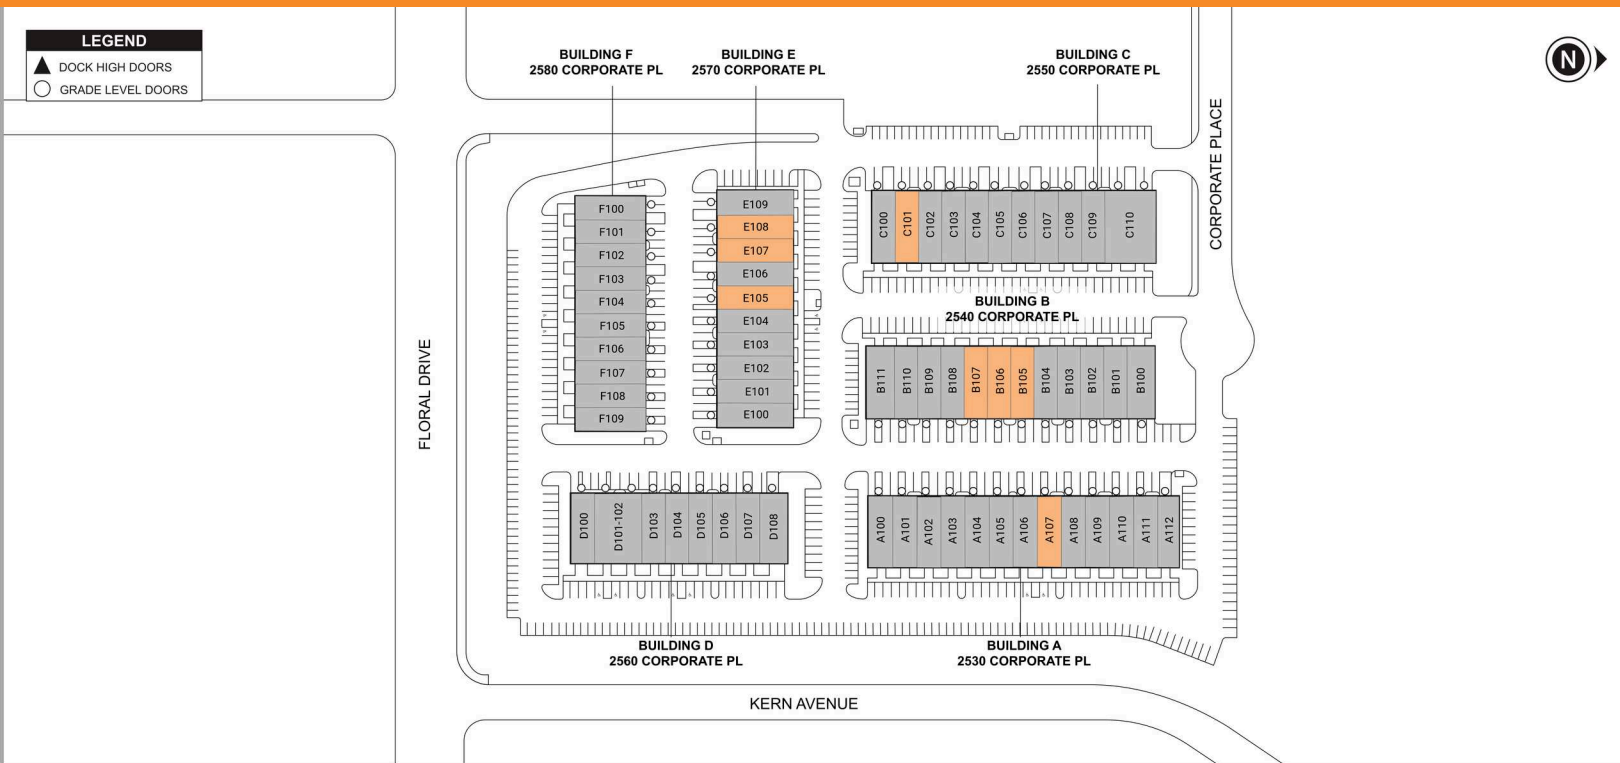 LEGEND
DOCK HIGH DOORS
GRADE LEVEL DOORS
BUILDING F
2580 CORPORATE PL
BUILDING E
2570 CORPORATE PL
BUILDING C
2550 CORPORATE PL
N
CORPORATE PLACE
F100
F101
F102
F103
F104
F105
F106
F107
F108
F109
E109
E108
E107
E106
E105
E104
E103
E102
E101
E100
C100
C101
C102
C103
C104
C105
C106
C107
C108
C109
C110
BUILDING B
2540 CORPORATE PL
B111
B110
B109
B108
B107
B106
B105
B104
B103
B102
B101
B100
FLORAL DRIVE
D100
D101-102
D103
D104
D105
D106
D107
D108
A100
A101
A102
A103
A104
A105
A106
A107
A108
A109
A110
A111
A112
BUILDING D
2560 CORPORATE PL
BUILDING A
2530 CORPORATE PL
KERN AVENUE